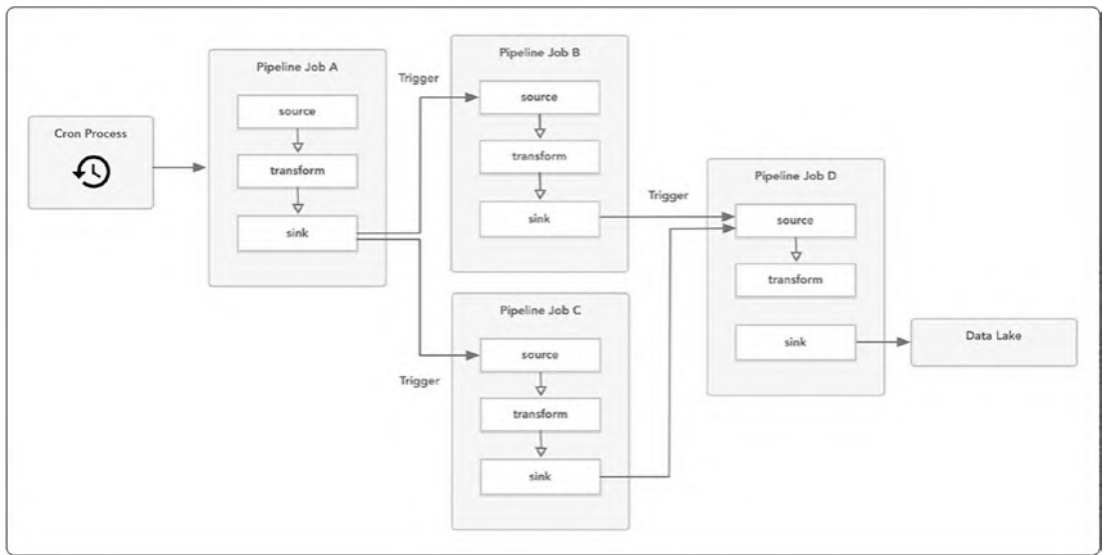 Cron Process
Pipeline Job A
source
transform
sink
Trigger
Pipeline Job B
source
transform
sink
Trigger
Pipeline Job C
source
transform
sink
Trigger
Pipeline Job D
source
transform
sink
Data Lake